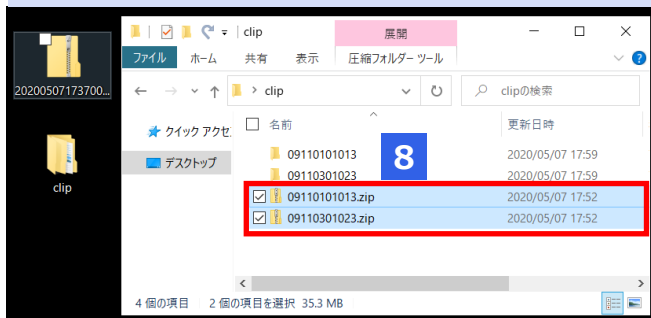 clip
展開
ファイル ホーム 共有 表示 圧縮フォルダー ツール
20200507173700...
clip
clipの検索
クイック アクセ
名前
更新日時
デスクトップ
09110101013
2020/05/07 17:59
8
09110301023
2020/05/07 17:59
09110101013.zip
2020/05/07 17:52
09110301023.zip
2020/05/07 17:52
clip
4 個の項目 2 個の項目を選択 35.3 MB